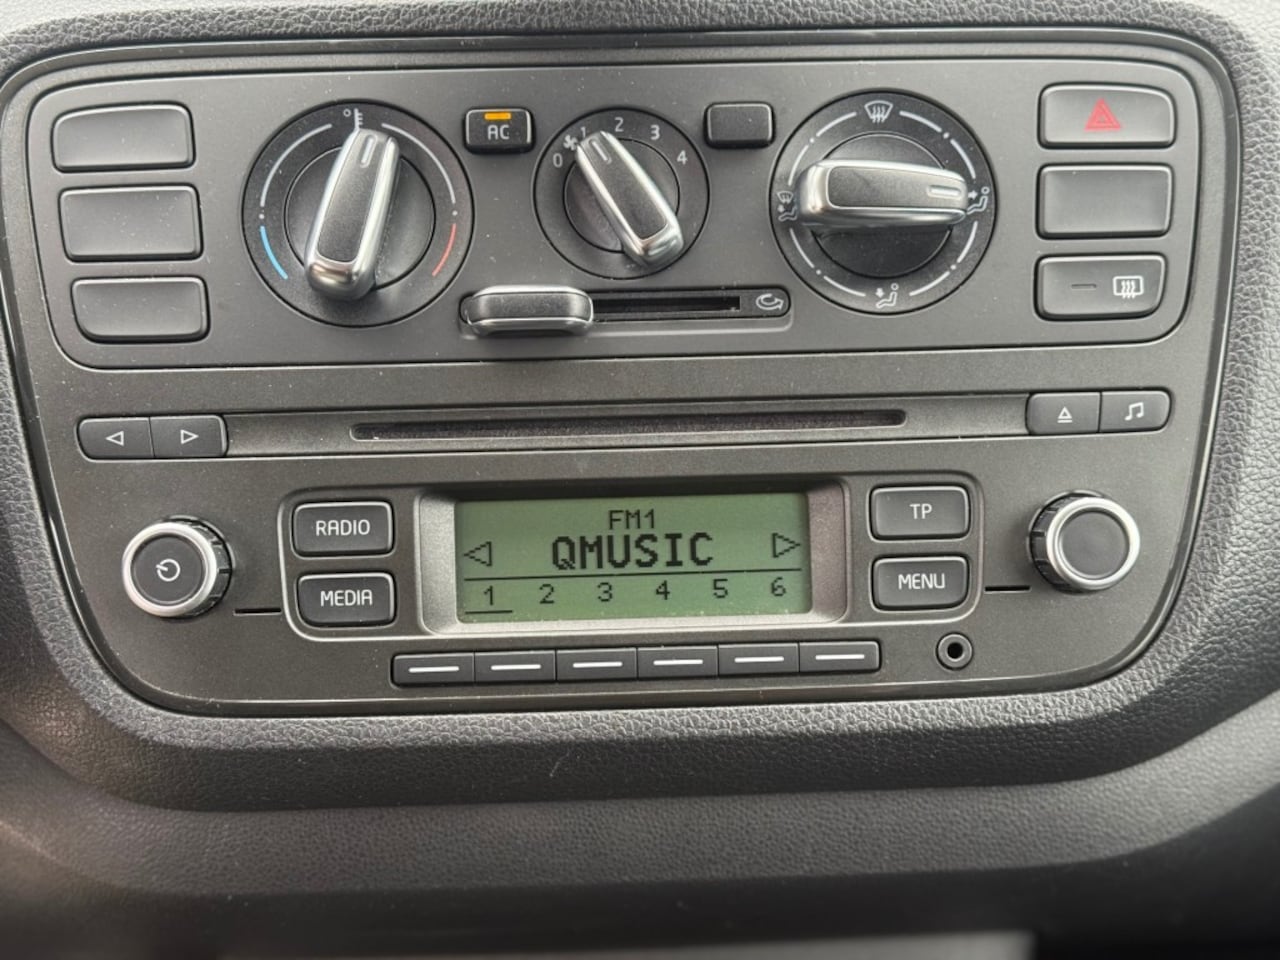 AC
0 1 2 3 4
FM1
QMUSIC
1 2 3 4 5 6
RADIO
MEDIA
TP
MENU